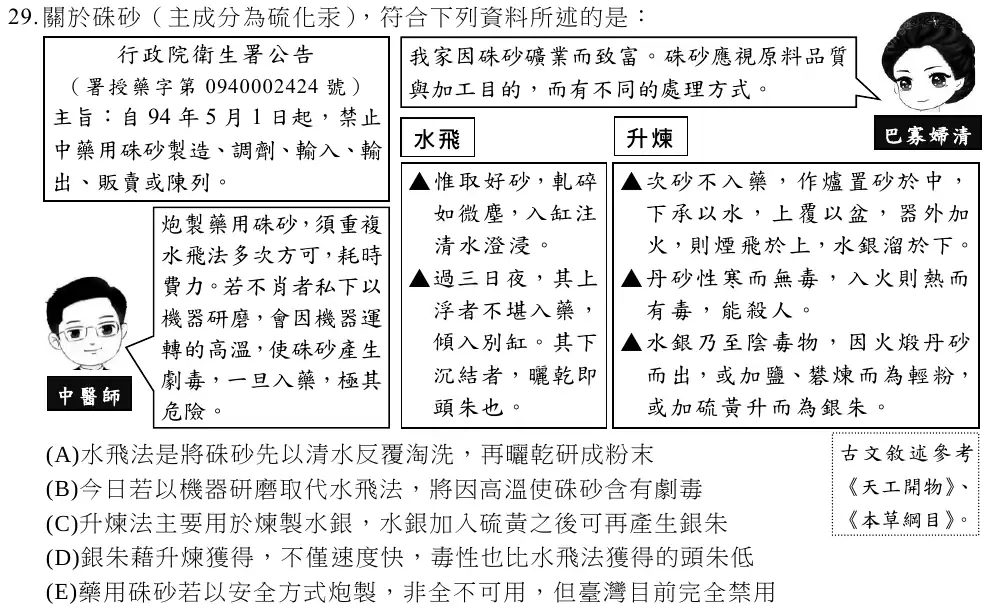 29.關於硃砂（主成分為硫化汞），符合下列資料所述的是：
行政院衛生署公告
（署授藥字第 0940002424 號）
主旨：自 94 年 5 月 1 日起，禁止
中藥用硃砂製造、調劑、輸入、輸
出、販賣或陳列。
我家因硃砂礦業而致富。硃砂應視原料品質
與加工目的，而有不同的處理方式。
巴寡婦清
炮製藥用硃砂，須重複
水飛法多次方可，耗時
費力。若不肖者私下以
機器研磨，會因機器運
轉的高溫，使硃砂產生
劇毒，一旦入藥，極其
危險。
中醫師
水飛
▲惟取好砂，軋碎
如微塵，入缸注
清水澄浸。
▲過三日夜，其上
浮者不堪入藥，
傾入別缸。其下
沉結者，曬乾即
頭朱也。
升煉
▲次砂不入藥，作爐置砂於中，
下承以水，上覆以盆，器外加
火，則煙飛於上，水銀溜於下。
▲丹砂性寒而無毒，入火則熱而
有毒，能殺人。
▲水銀乃至陰毒物，因火煅丹砂
而出，或加鹽、礬煉而為輕粉，
或加硫黃升而為銀朱。
(A)水飛法是將硃砂先以清水反覆淘洗，再曬乾研成粉末
(B)今日若以機器研磨取代水飛法，將因高溫使硃砂含有劇毒
(C)升煉法主要用於煉製水銀，水銀加入硫黃之後可再產生銀朱
(D)銀朱藉升煉獲得，不僅速度快，毒性也比水飛法獲得的頭朱低
(E)藥用硃砂若以安全方式炮製，非全不可用，但臺灣目前完全禁用
古文敘述參考
《天工開物》、
《本草綱目》。